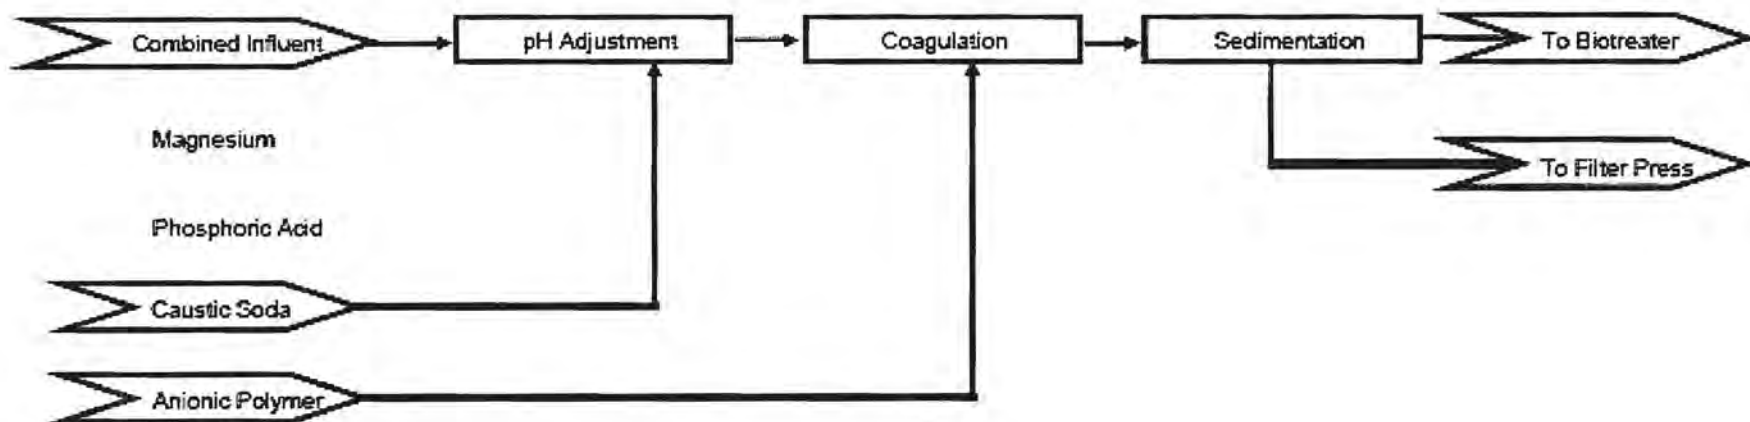 Combined Influent
pH Adjustment
Coagulation
Sedimentation
To Biotreater
Magnesium
To Filter Press
Phosphoric Acid
Caustic Soda
Anionic Polymer